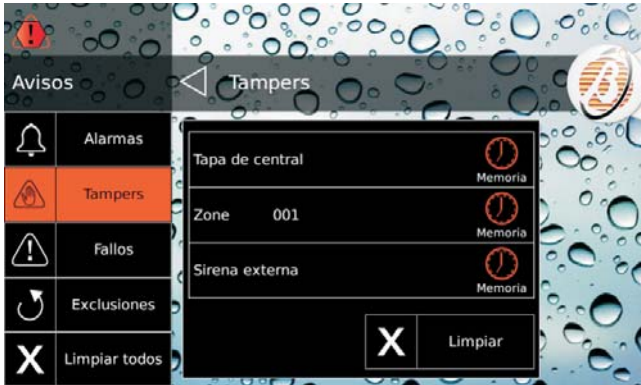 Avisos
Tampers
Alarmas
Tampers
Fallos
Exclusiones
X Limpiar todos
Tapa de central
Memoria
Zone 001
Memoria
Sirena externa
Memoria
X Limpiar